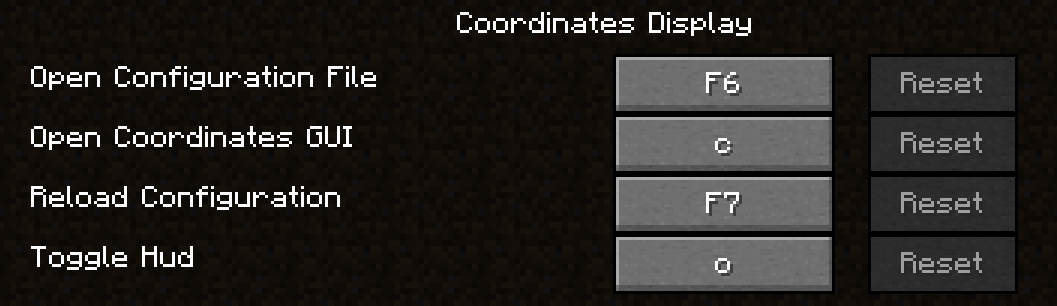 Coordinates Display
Open Configuration File F6 Reset
Open Coordinates GUI c Reset
Reload Configuration F7 Reset
Toggle Hud o Reset